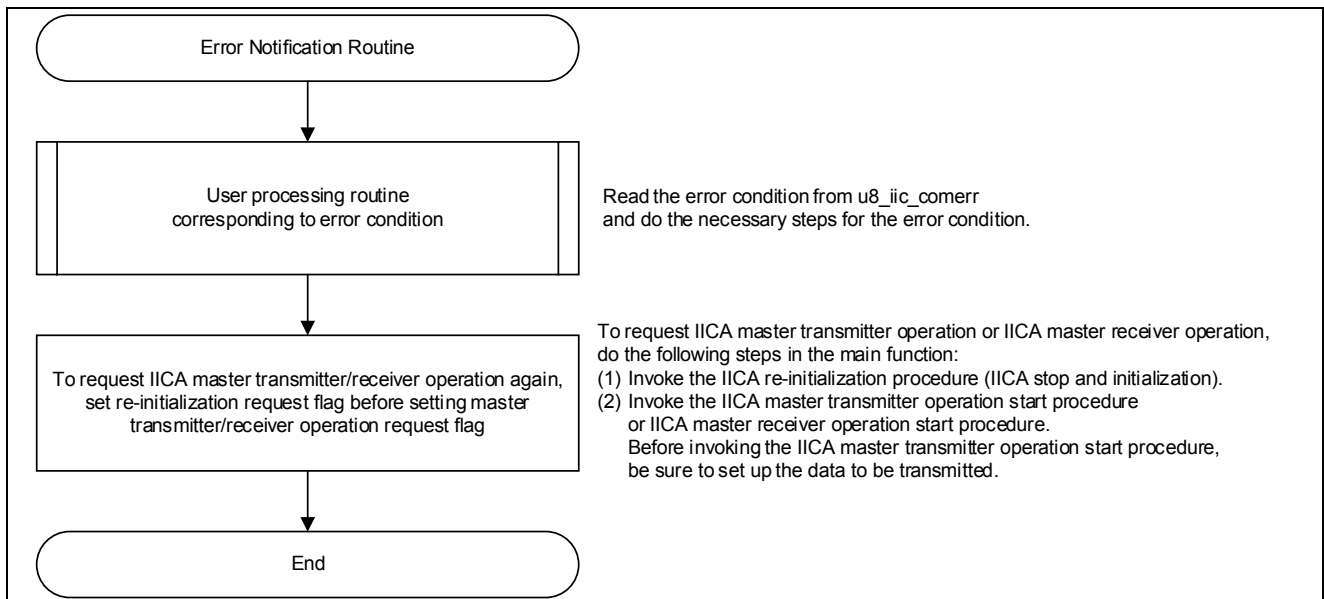 Error Notification Routine
User processing routine
corresponding to error condition
Read the error condition from u8_iic_comerr
and do the necessary steps for the error condition.
To request IICA master transmitter/receiver operation again,
set re-initialization request flag before setting master
transmitter/receiver operation request flag
To request IICA master transmitter operation or IICA master receiver operation,
do the following steps in the main function:
(1) Invoke the IICA re-initialization procedure (IICA stop and initialization).
(2) Invoke the IICA master transmitter operation start procedure
or IICA master receiver operation start procedure.
Before invoking the IICA master transmitter operation start procedure,
be sure to set up the data to be transmitted.
End